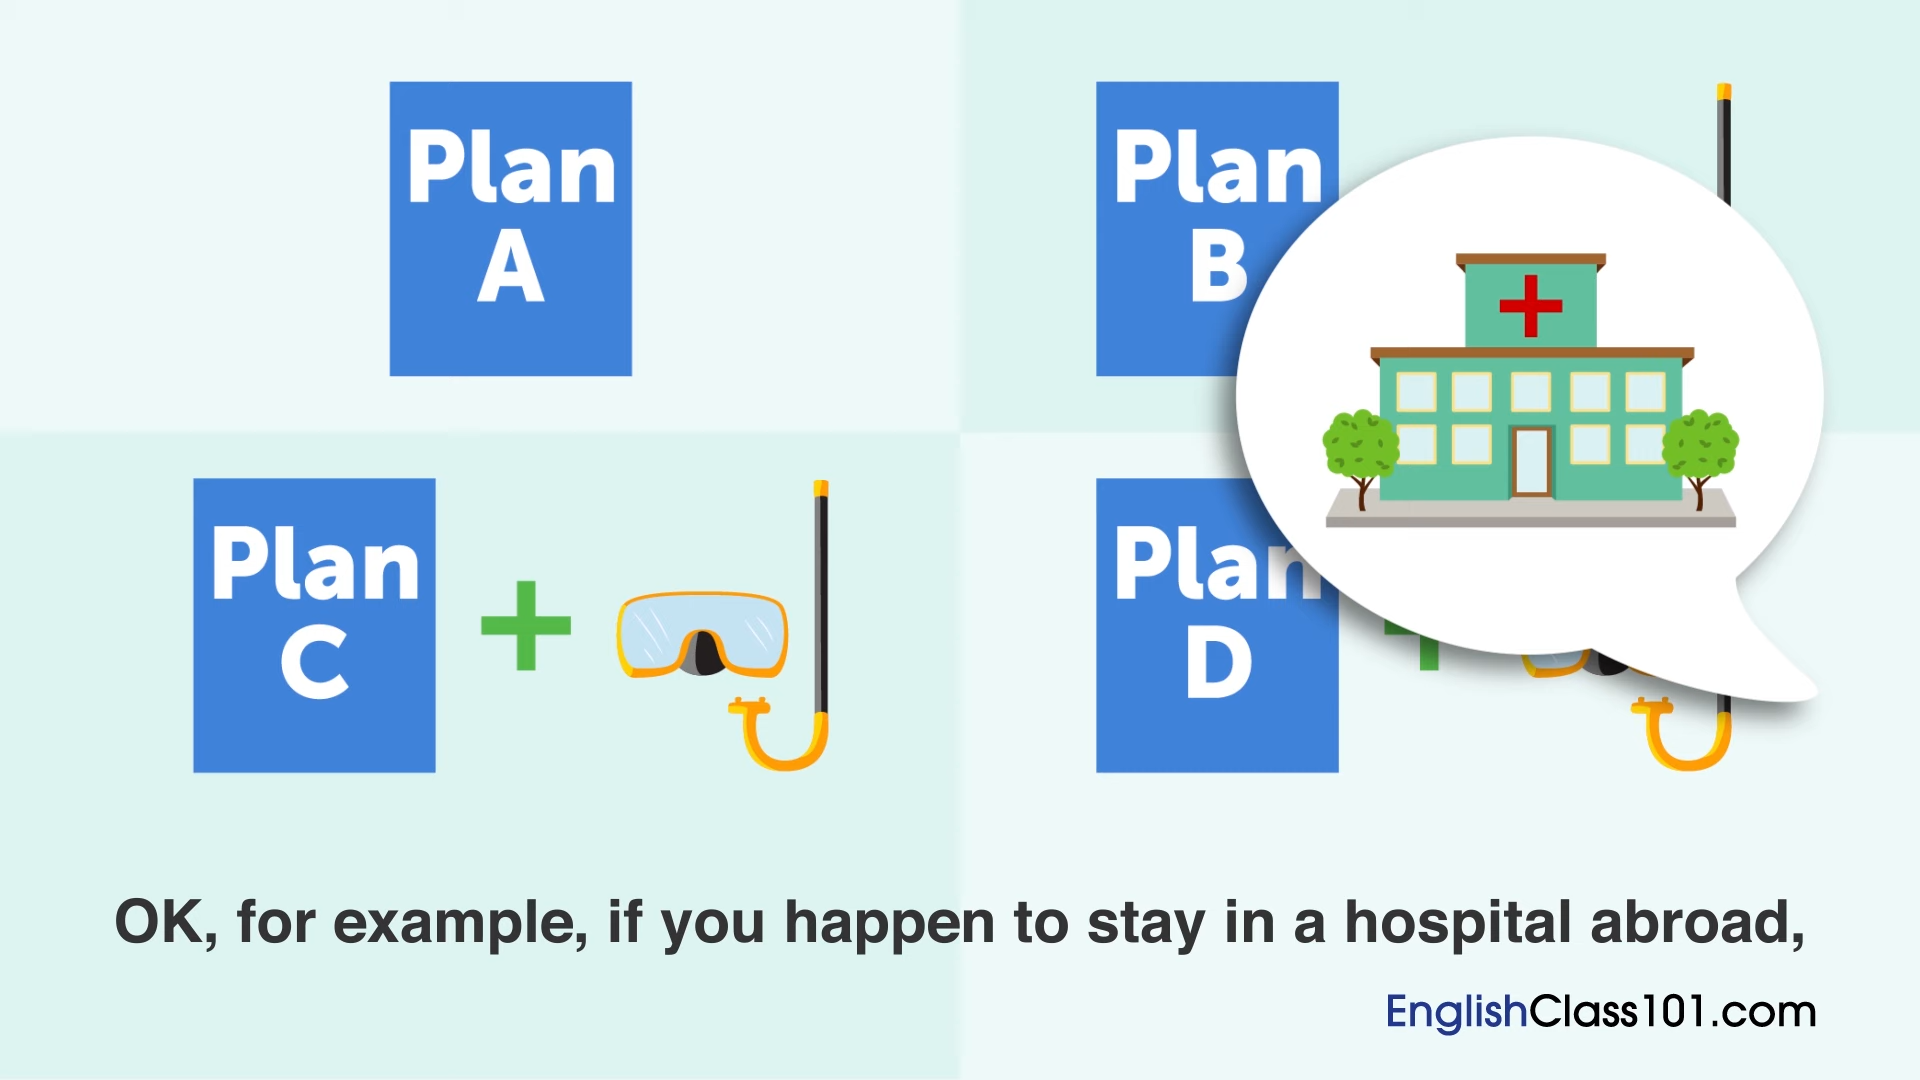 Plan
A
Plan
B
Plan
C
Plan
D
OK, for example, if you happen to stay in a hospital abroad,
EnglishClass101.com